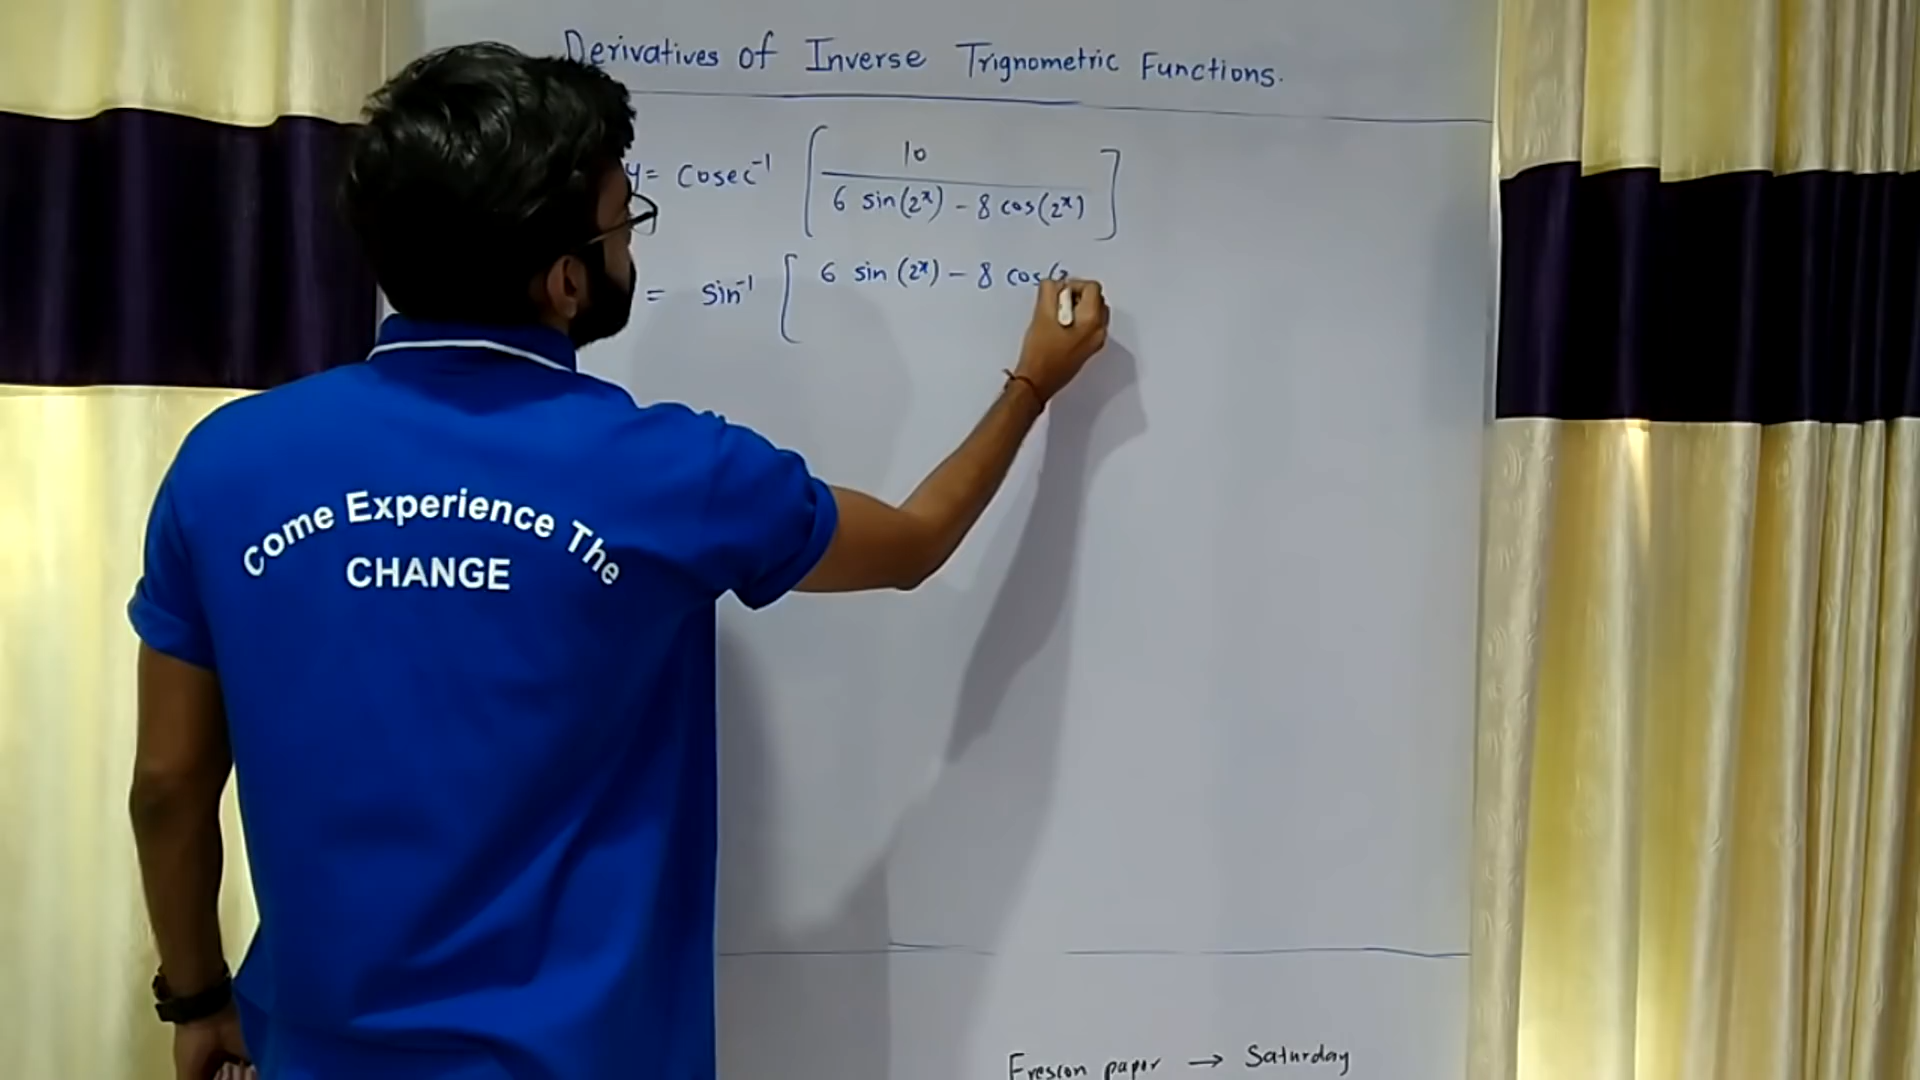 Derivatives of Inverse Trignometric Functions.
y = cosec⁻¹ [ 10 / 6 sin(2ˣ) - 8 cos(2ˣ) ]
= sin⁻¹ [ 6 sin (2ˣ) - 8 cos(2
Come Experience The
CHANGE
→ Saturday